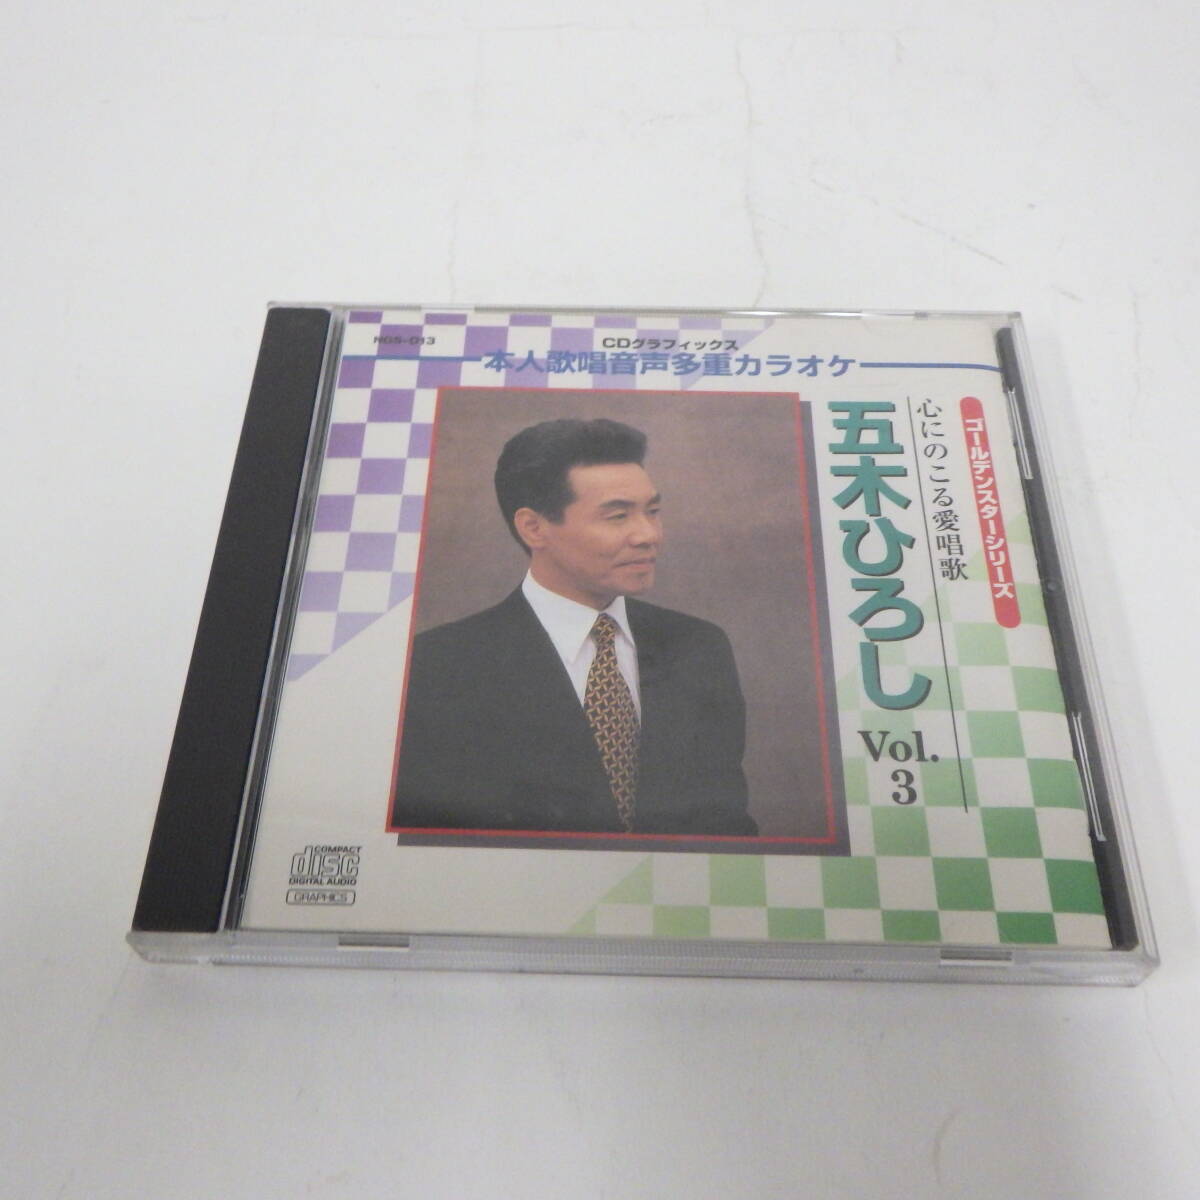 NGS-013
CDグラフィックス
本人歌唱音声多重カラオケ
ゴールデンスターシリーズ
心にのこる愛唱歌
五木ひろし
Vol.
3
COMPACT
disc
DIGITAL AUDIO
GRAPHICS